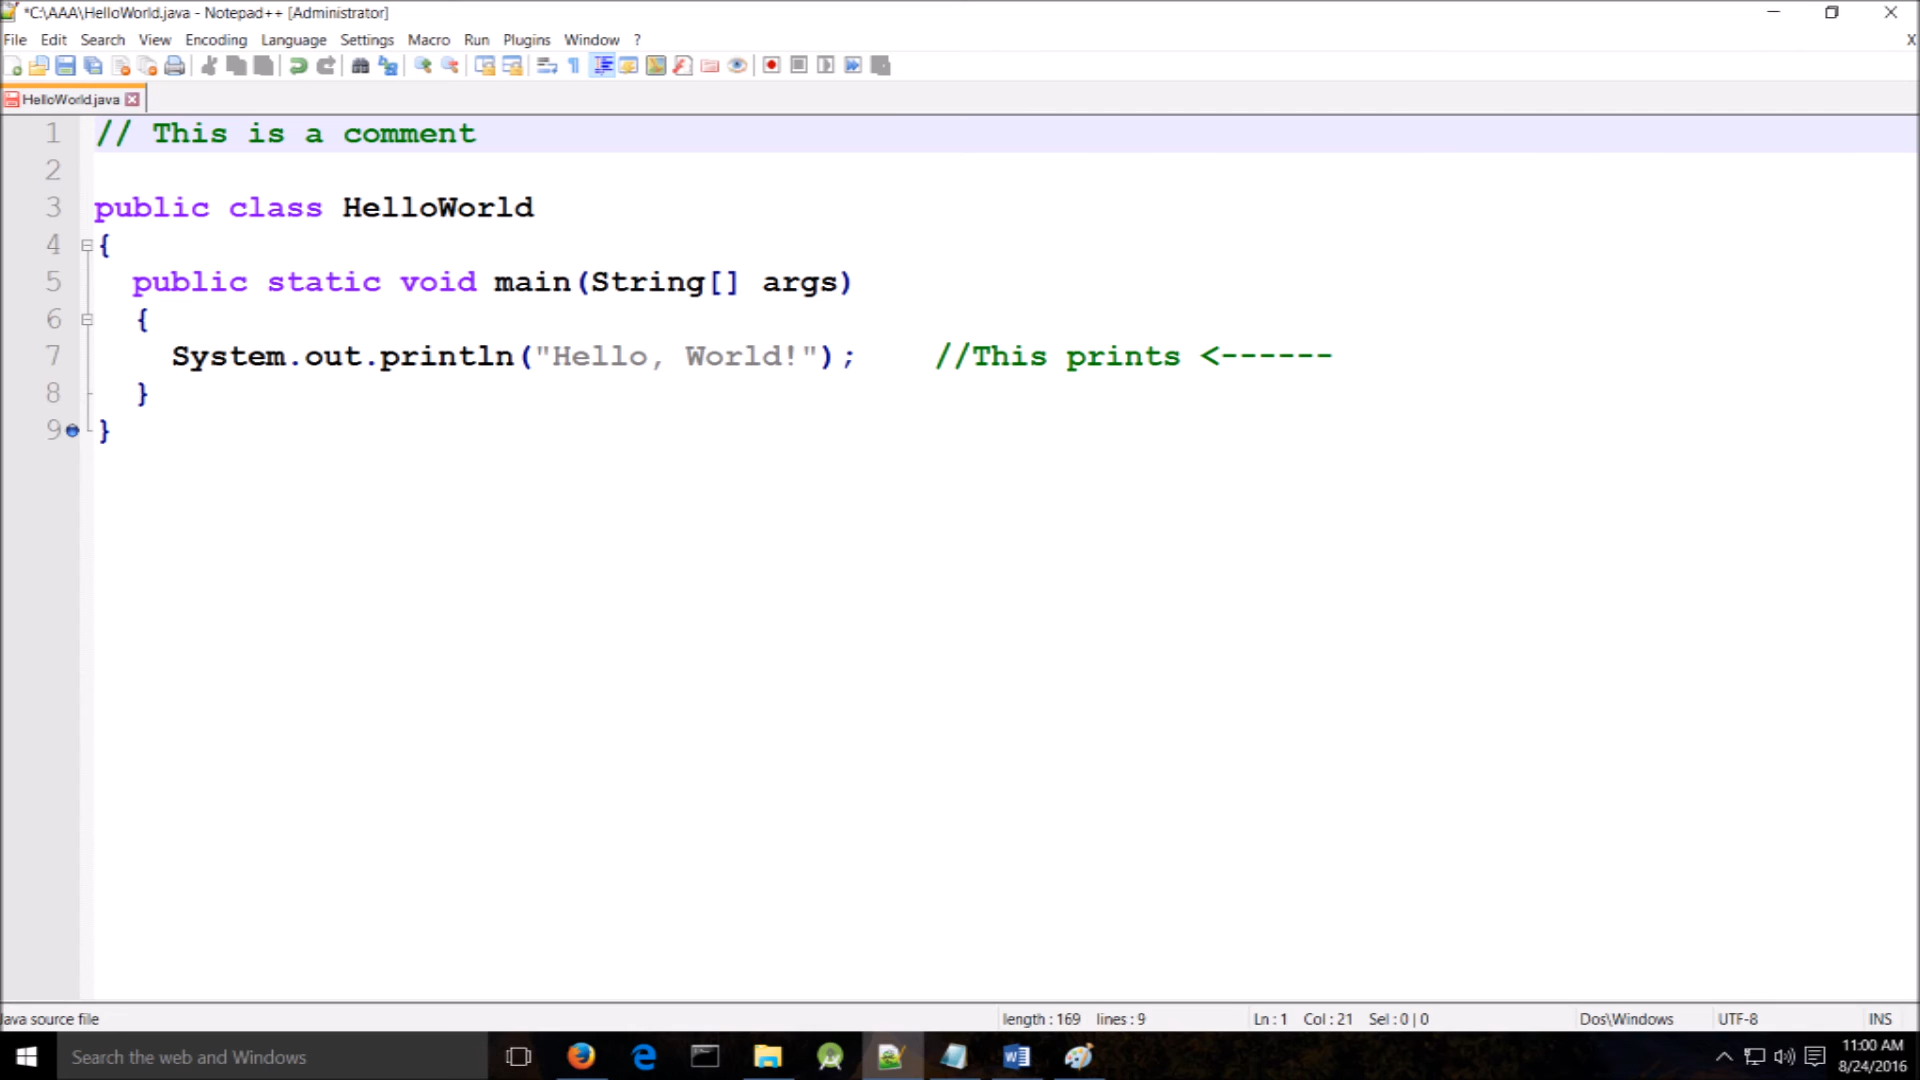 *C:\AAA\HelloWorld.java - Notepad++ [Administrator]
File Edit Search View Encoding Language Settings Macro Run Plugins Window ? X
HelloWorld.java
1 // This is a comment
2
3 public class HelloWorld
4 {
5 public static void main(String[] args)
6 {
7 System.out.println("Hello, World!"); //This prints <------
8 }
9 }
Java source file length : 169 lines : 9 Ln : 1 Col : 21 Sel : 0 | 0 Dos\Windows UTF-8 INS
Search the web and Windows
11:00 AM
8/24/2016